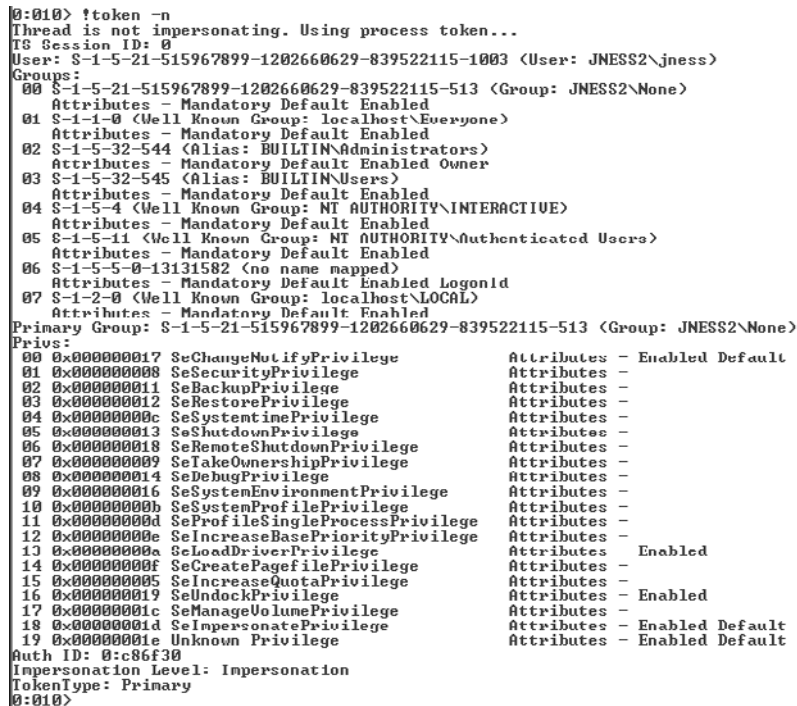 0:010> !token -n
Thread is not impersonating. Using process token...
TS Session ID: 0
User: S-1-5-21-515967899-1202660629-839522115-1003 (User: JNESS2\jness)
Groups:
00 S-1-5-21-515967899-1202660629-839522115-513 (Group: JNESS2\None)
Attributes - Mandatory Default Enabled
01 S-1-1-0 (Well Known Group: localhost\Everyone)
Attributes - Mandatory Default Enabled
02 S-1-5-32-544 (Alias: BUILTIN\Administrators)
Attributes - Mandatory Default Enabled Owner
03 S-1-5-32-545 (Alias: BUILTIN\Users)
Attributes - Mandatory Default Enabled
04 S-1-5-4 (Well Known Group: NT AUTHORITY\INTERACTIVE)
Attributes - Mandatory Default Enabled
05 S-1-5-11 (Well Known Group: NT AUTHORITY\Authenticated Users)
Attributes - Mandatory Default Enabled
06 S-1-5-5-0-13131582 (no name mapped)
Attributes - Mandatory Default Enabled LogonId
07 S-1-2-0 (Well Known Group: localhost\LOCAL)
Attributes - Mandatory Default Enabled
Primary Group: S-1-5-21-515967899-1202660629-839522115-513 (Group: JNESS2\None)
Privs:
00 0x000000017 SeChangeNotifyPrivilege Attributes - Enabled Default
01 0x000000008 SeSecurityPrivilege Attributes -
02 0x000000011 SeBackupPrivilege Attributes -
03 0x000000012 SeRestorePrivilege Attributes -
04 0x00000000c SeSystemtimePrivilege Attributes -
05 0x000000013 SeShutdownPrivilege Attributes -
06 0x000000018 SeRemoteShutdownPrivilege Attributes -
07 0x000000009 SeTakeOwnershipPrivilege Attributes -
08 0x000000014 SeDebugPrivilege Attributes -
09 0x000000016 SeSystemEnvironmentPrivilege Attributes -
10 0x00000000b SeSystemProfilePrivilege Attributes -
11 0x00000000d SeProfileSingleProcessPrivilege Attributes -
12 0x00000000e SeIncreaseBasePriorityPrivilege Attributes -
13 0x00000000a SeLoadDriverPrivilege Attributes - Enabled
14 0x00000000f SeCreatePagefilePrivilege Attributes -
15 0x000000005 SeIncreaseQuotaPrivilege Attributes -
16 0x000000019 SeUndockPrivilege Attributes - Enabled
17 0x00000001c SeManageVolumePrivilege Attributes -
18 0x00000001d SeImpersonatePrivilege Attributes - Enabled Default
19 0x00000001e Unknown Privilege Attributes - Enabled Default
Auth ID: 0:c86f30
Impersonation Level: Impersonation
TokenType: Primary
0:010>